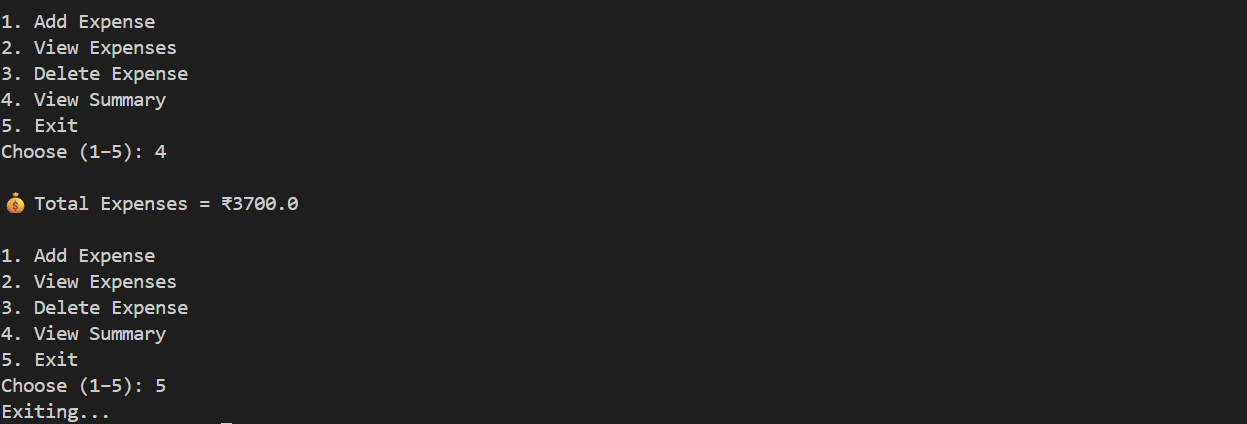 1. Add Expense
2. View Expenses
3. Delete Expense
4. View Summary
5. Exit
Choose (1–5): 4
💰 Total Expenses = ₹3700.0
1. Add Expense
2. View Expenses
3. Delete Expense
4. View Summary
5. Exit
Choose (1–5): 5
Exiting...